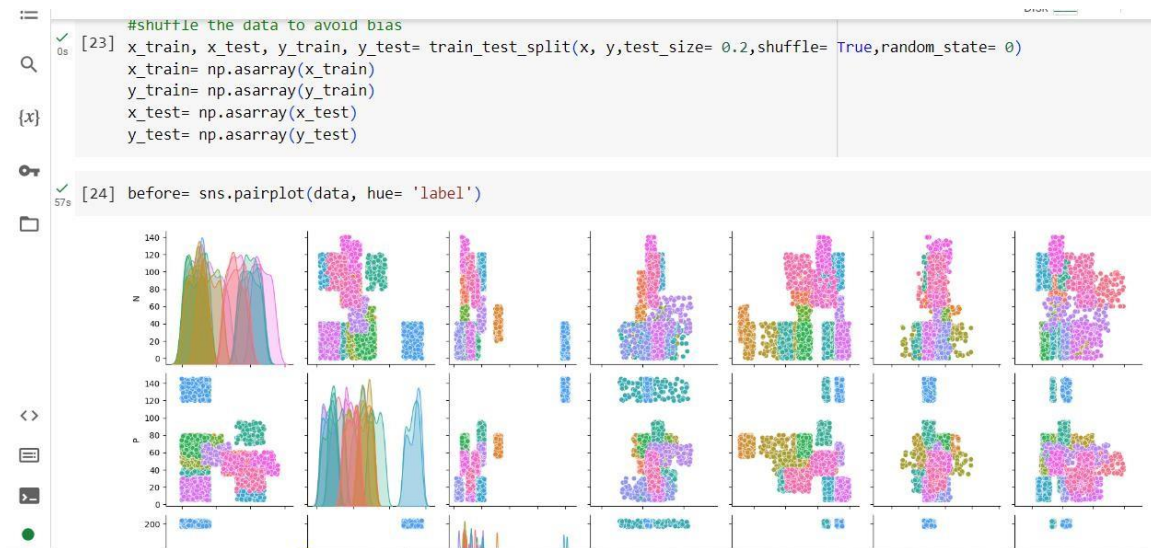 #shuffle the data to avoid bias
0s
[23] x_train, x_test, y_train, y_test= train_test_split(x, y,test_size= 0.2,shuffle= True,random_state= 0)
x_train= np.asarray(x_train)
y_train= np.asarray(y_train)
x_test= np.asarray(x_test)
y_test= np.asarray(y_test)
{x}
57s
[24] before= sns.pairplot(data, hue= 'label')
140
120
100
80
60
40
20
0
N
140
120
100
80
60
40
20
0
P
200